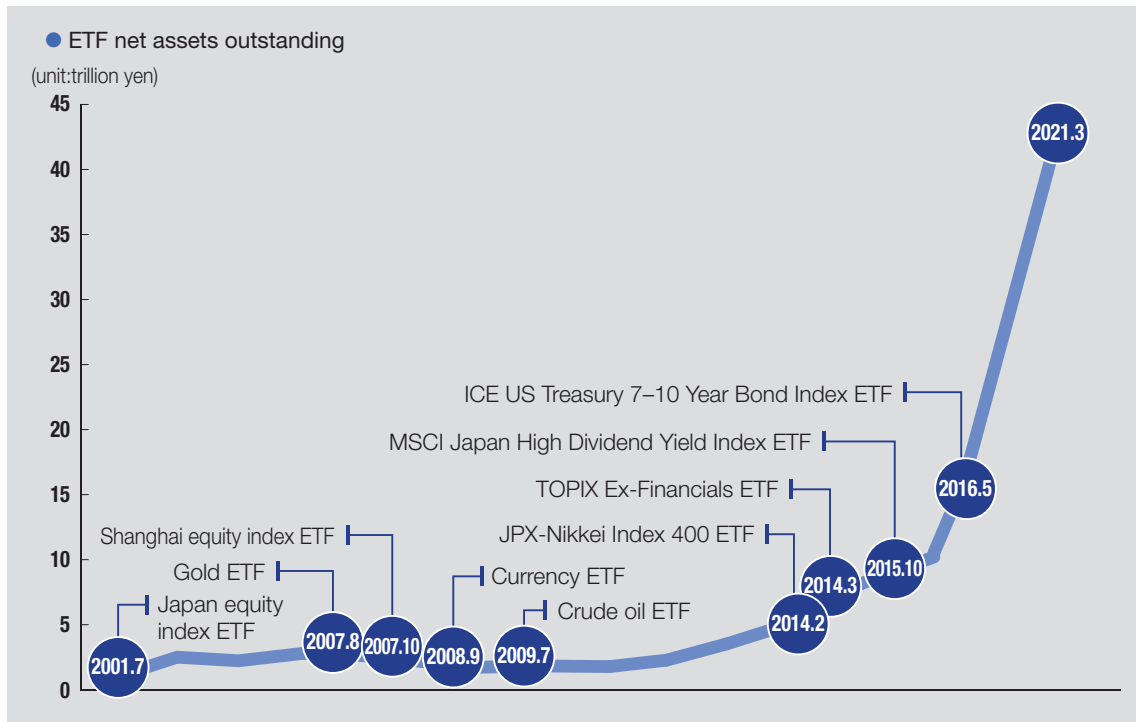 ETF net assets outstanding
(unit:trillion yen)
45
40
35
30
25
20
15
10
5
0
2021.3
ICE US Treasury 7–10 Year Bond Index ETF
MSCI Japan High Dividend Yield Index ETF
TOPIX Ex-Financials ETF
JPX-Nikkei Index 400 ETF
Shanghai equity index ETF
Gold ETF
Japan equity
index ETF
Currency ETF
Crude oil ETF
2001.7
2007.8
2007.10
2008.9
2009.7
2014.2
2014.3
2015.10
2016.5